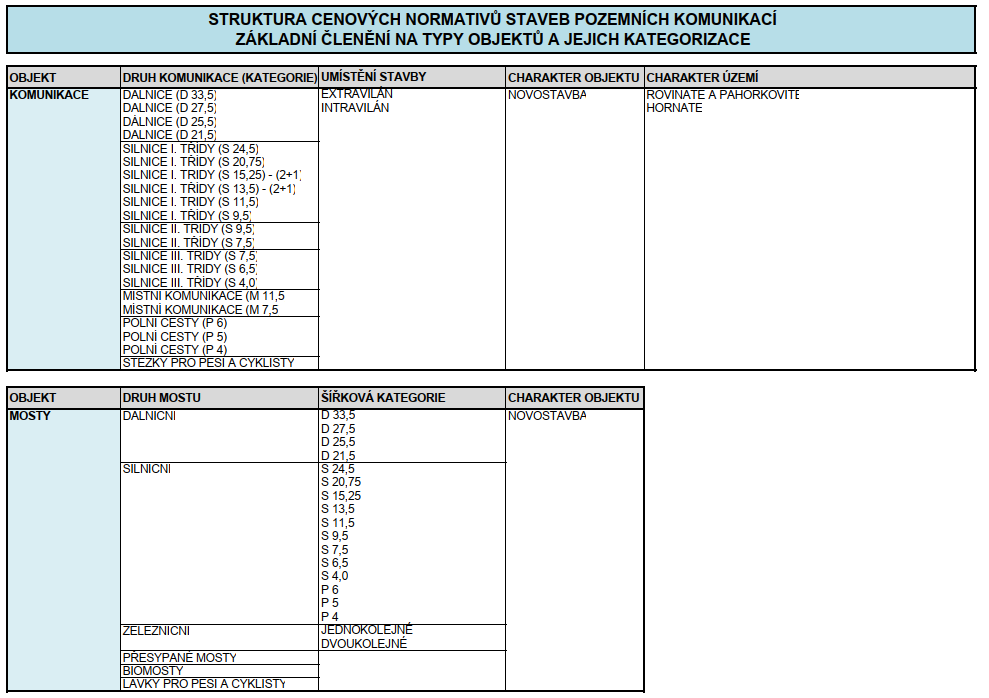 STRUKTURA CENOVÝCH NORMATIVŮ STAVEB POZEMNÍCH KOMUNIKACÍ
ZÁKLADNÍ ČLENĚNÍ NA TYPY OBJEKTŮ A JEJICH KATEGORIZACE
OBJEKT DRUH KOMUNIKACE (KATEGORIE) UMÍSTĚNÍ STAVBY CHARAKTER OBJEKTU CHARAKTER ÚZEMÍ
KOMUNIKACE DÁLNICE (D 33,5) EXTRAVILÁN NOVOSTAVBA ROVINATÉ A PAHORKOVITÉ
DÁLNICE (D 27,5) INTRAVILÁN HORNATÉ
DÁLNICE (D 25,5)
DÁLNICE (D 21,5)
SILNICE I. TŘÍDY (S 24,5)
SILNICE I. TŘÍDY (S 20,75)
SILNICE I. TŘÍDY (S 15,25) - (2+1)
SILNICE I. TŘÍDY (S 13,5) - (2+1)
SILNICE I. TŘÍDY (S 11,5)
SILNICE I. TŘÍDY (S 9,5)
SILNICE II. TŘÍDY (S 9,5)
SILNICE II. TŘÍDY (S 7,5)
SILNICE III. TŘÍDY (S 7,5)
SILNICE III. TŘÍDY (S 6,5)
SILNICE III. TŘÍDY (S 4,0)
MÍSTNÍ KOMUNIKACE (M 11,5
MÍSTNÍ KOMUNIKACE (M 7,5
POLNÍ CESTY (P 6)
POLNÍ CESTY (P 5)
POLNÍ CESTY (P 4)
STEZKY PRO PĚŠÍ A CYKLISTY
OBJEKT DRUH MOSTU ŠÍŘKOVÁ KATEGORIE CHARAKTER OBJEKTU
MOSTY DÁLNIČNÍ D 33,5 NOVOSTAVBA
D 27,5
D 25,5
D 21,5
SILNIČNÍ S 24,5
S 20,75
S 15,25
S 13,5
S 11,5
S 9,5
S 7,5
S 6,5
S 4,0
P 6
P 5
P 4
ŽELEZNIČNÍ JEDNOKOLEJNÉ
DVOUKOLEJNÉ
PŘESYPANÉ MOSTY
BIOMOSTY
LÁVKY PRO PĚŠÍ A CYKLISTY